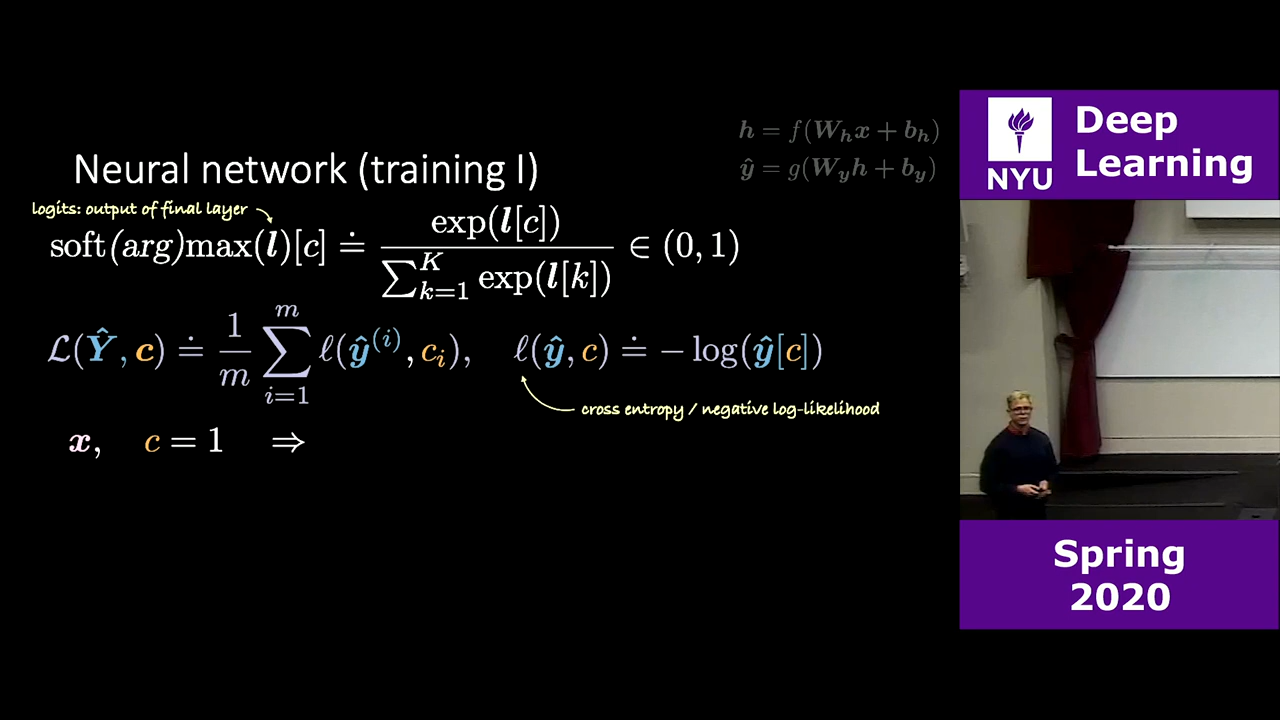 h = f(W_h x + b_h)
ŷ = g(W_y h + b_y)
Neural network (training I)
logits: output of final layer
soft(arg)max(l)[c] ≐ exp(l[c]) / ∑_{k=1}^{K} exp(l[k]) ∈ (0, 1)
ℒ(Ŷ, c) ≐ 1/m ∑_{i=1}^{m} ℓ(ŷ^{(i)}, c_i), ℓ(ŷ, c) ≐ −log(ŷ[c])
cross entropy / negative log-likelihood
x, c = 1 ⇒
NYU
Deep
Learning
Spring
2020